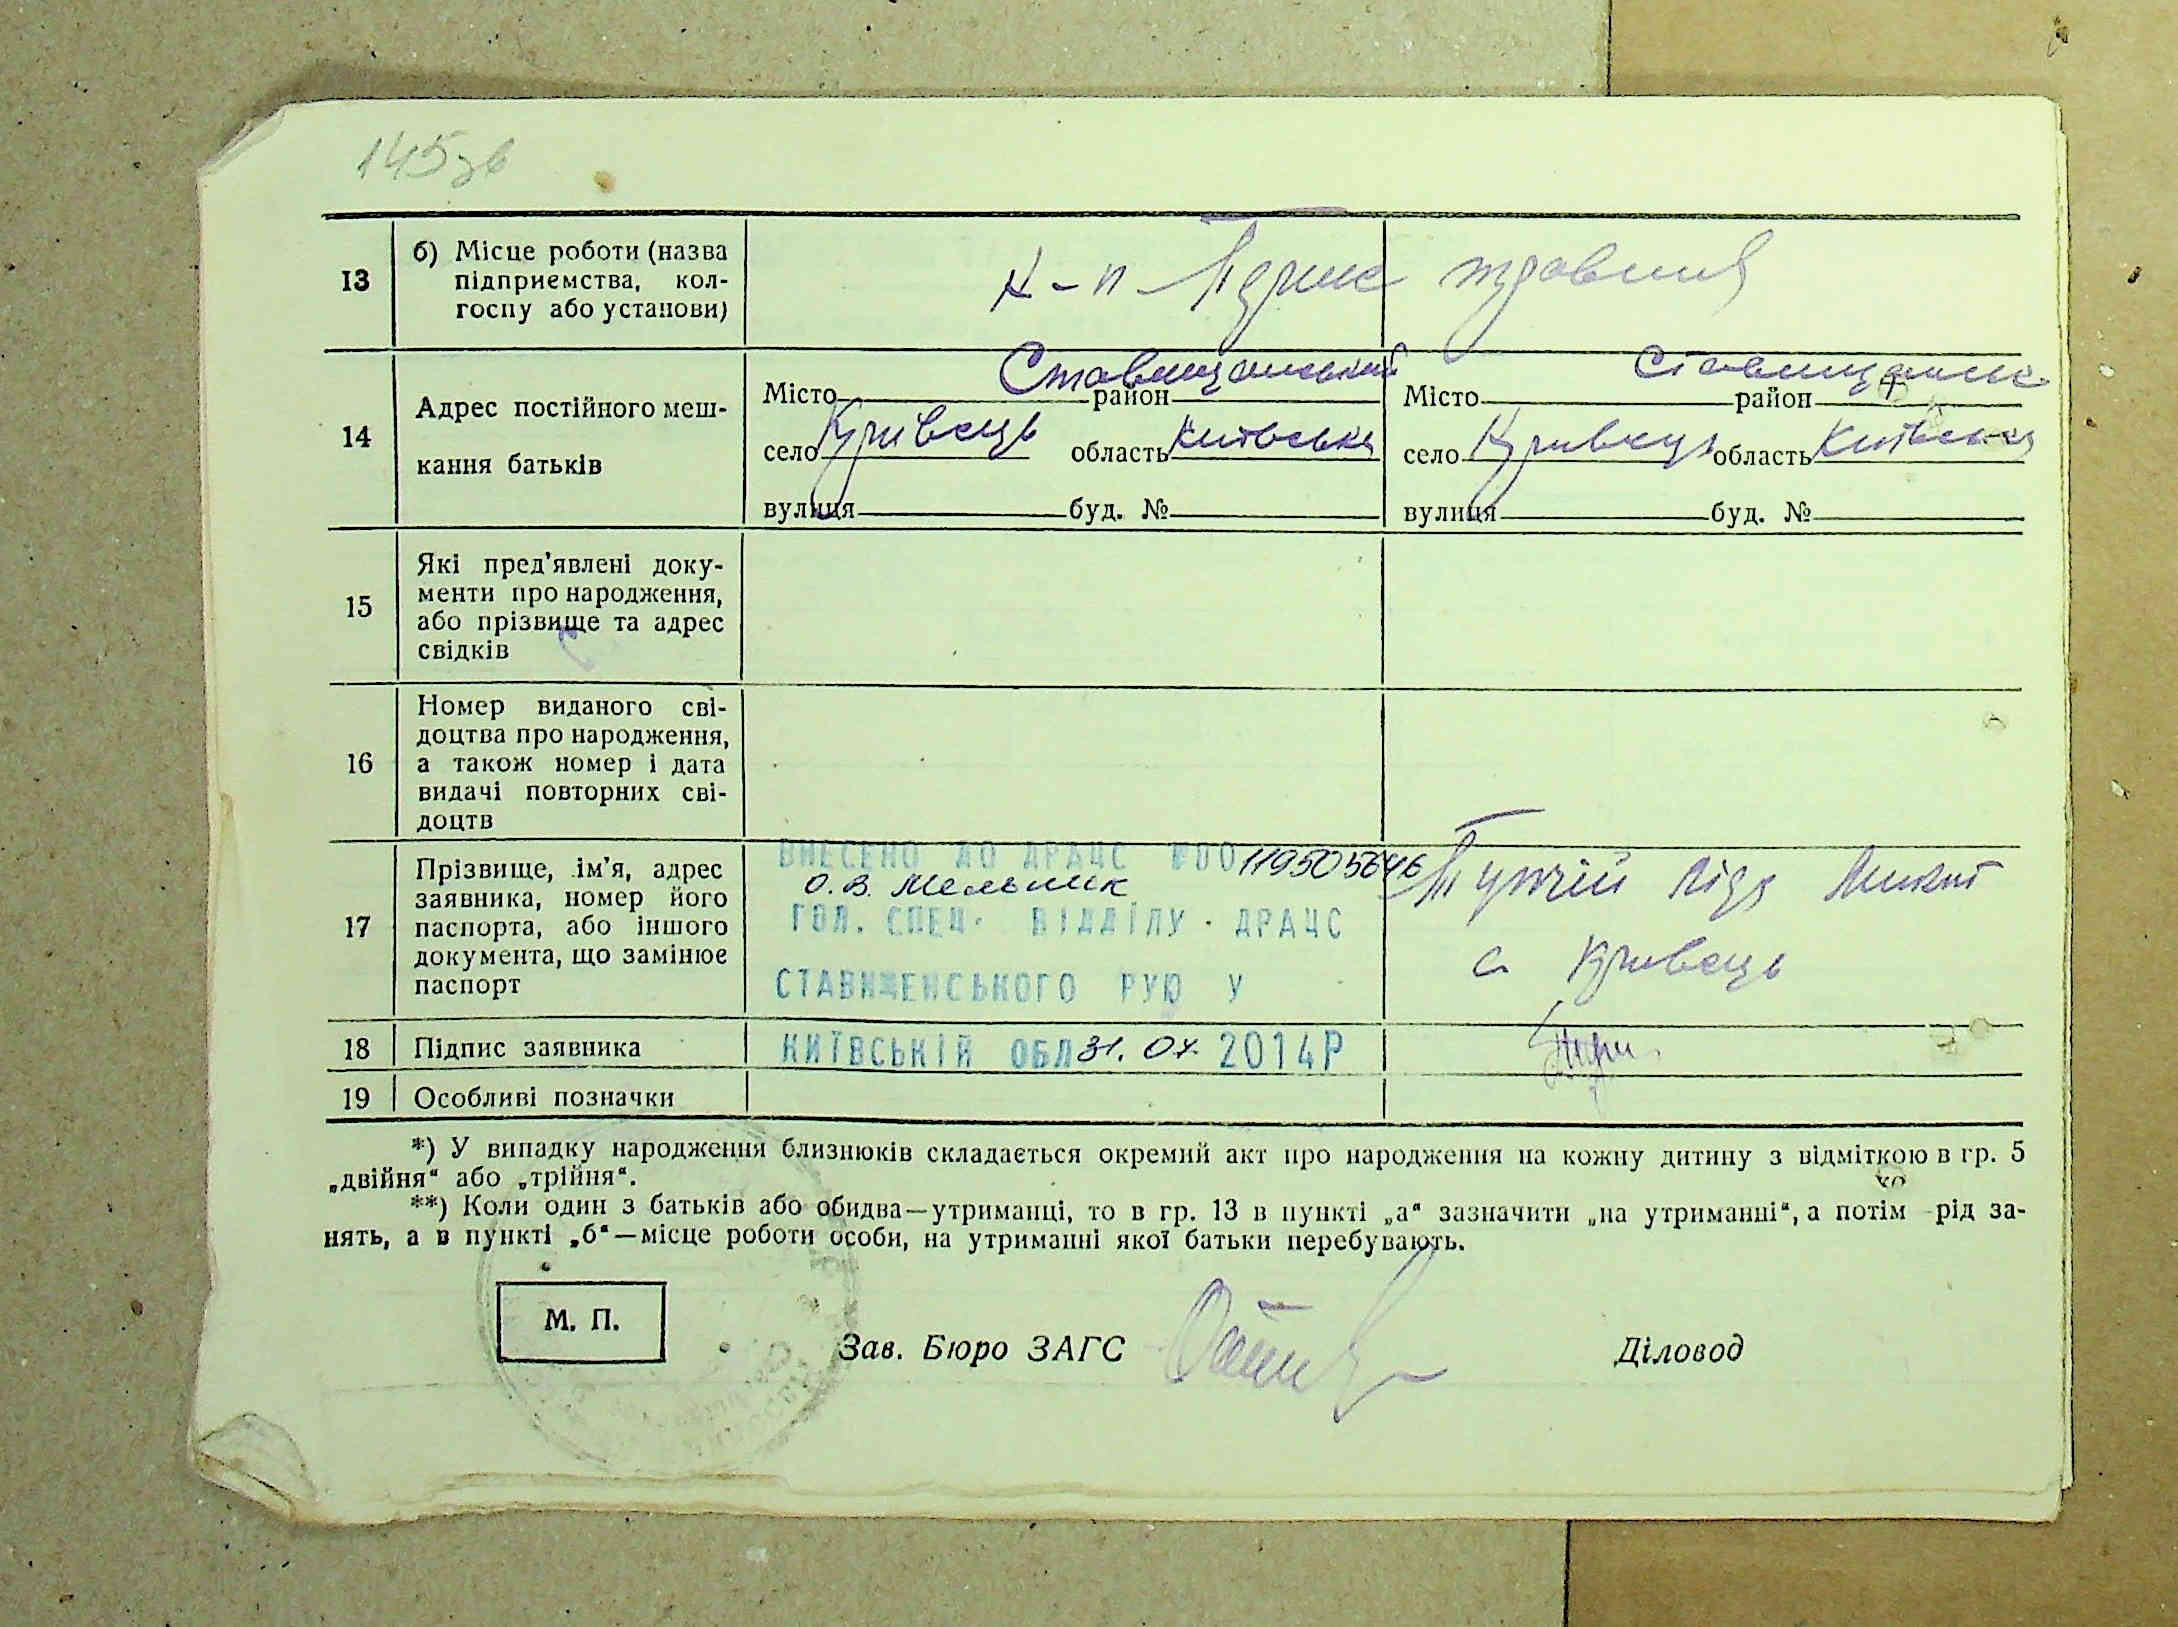 145зв
13
б) Місце роботи (назва
підприємства, кол-
госпу або установи)
к-п
травня
14
Адрес постійного меш-
кання батьків
Місто Ставищанський район
село Кривець область Київська
вулиця буд. №
Місто Ставищанськ район
село Кривець область Київська
вулиця буд. №
15
Які пред'явлені доку-
менти про народження,
або прізвище та адрес
свідків
16
Номер виданого сві-
доцтва про народження,
а також номер і дата
видачі повторних сві-
доцтв
17
Прізвище, ім'я, адрес
заявника, номер його
паспорта, або іншого
документа, що замінює
паспорт
ВНЕСЕНО ДО ДРАЦС №00119505646
О.В. Мельник
ГОЛ. СПЕЦ. ВІДДІЛУ ДРАЦС
СТАВИЩЕНСЬКОГО РУЮ У
с. Кривець
18
Підпис заявника
КИЇВСЬКІЙ ОБЛ 31.07. 2014Р
19
Особливі позначки
*) У випадку народження близнюків складається окремий акт про народження на кожну дитину з відміткою в гр. 5
„двійня“ або „трійня“.
**) Коли один з батьків або обидва—утриманці, то в гр. 13 в пункті „а“ зазначити „на утриманні“, а потім рід за-
нять, а в пункті „б“—місце роботи особи, на утриманні якої батьки перебувають.
М. П.
Зав. Бюро ЗАГС
Діловод